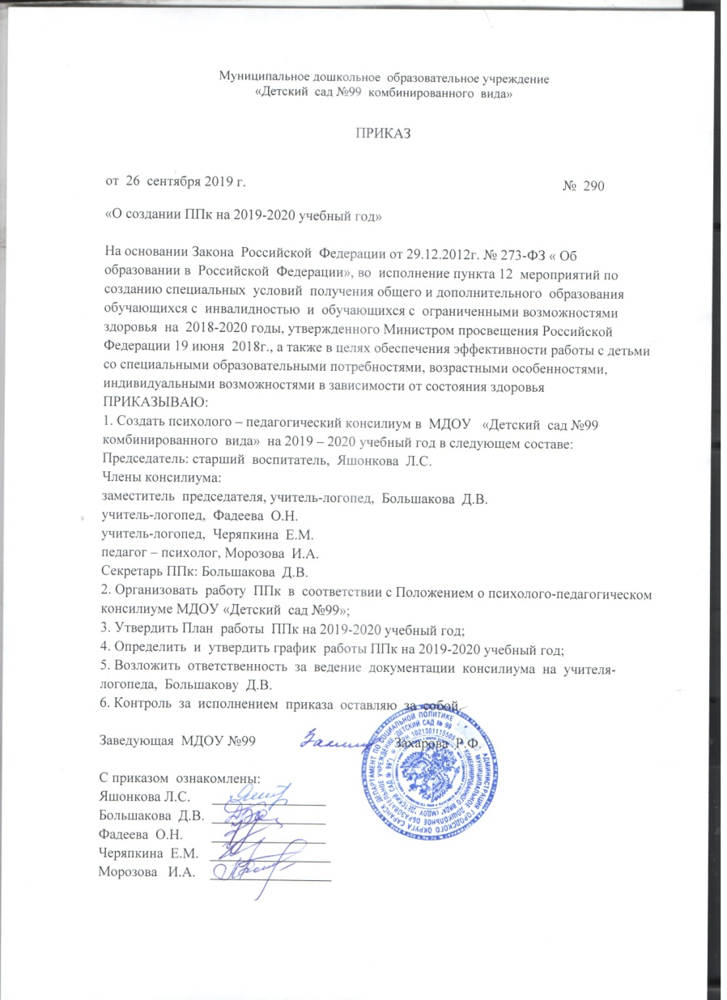 Муниципальное дошкольное образовательное учреждение
«Детский сад №99 комбинированного вида»
ПРИКАЗ
от 26 сентября 2019 г.
№ 290
«О создании ППк на 2019-2020 учебный год»
На основании Закона Российской Федерации от 29.12.2012г. № 273-ФЗ « Об
образовании в Российской Федерации», во исполнение пункта 12 мероприятий по
созданию специальных условий получения общего и дополнительного образования
обучающихся с инвалидностью и обучающихся с ограниченными возможностями
здоровья на 2018-2020 годы, утвержденного Министром просвещения Российской
Федерации 19 июня 2018г., а также в целях обеспечения эффективности работы с детьми
со специальными образовательными потребностями, возрастными особенностями,
индивидуальными возможностями в зависимости от состояния здоровья
ПРИКАЗЫВАЮ:
1. Создать психолого – педагогический консилиум в МДОУ «Детский сад №99
комбинированного вида» на 2019 – 2020 учебный год в следующем составе:
Председатель: старший воспитатель, Яшонкова Л.С.
Члены консилиума:
заместитель председателя, учитель-логопед, Большакова Д.В.
учитель-логопед, Фадеева О.Н.
учитель-логопед, Черяпкина Е.М.
педагог – психолог, Морозова И.А.
Секретарь ППк: Большакова Д.В.
2. Организовать работу ППк в соответствии с Положением о психолого-педагогическом
консилиуме МДОУ «Детский сад №99»;
3. Утвердить План работы ППк на 2019-2020 учебный год;
4. Определить и утвердить график работы ППк на 2019-2020 учебный год;
5. Возложить ответственность за ведение документации консилиума на учителя-
логопеда, Большакову Д.В.
6. Контроль за исполнением приказа оставляю за собой.
Заведующая МДОУ №99 Захарова Р.Ф.
С приказом ознакомлены:
Яшонкова Л.С.
Большакова Д.В.
Фадеева О.Н.
Черяпкина Е.М.
Морозова И.А.
АДМИНИСТРАЦИЯ ГОРОДСКОГО ОКРУГА САРАНСК ДЕПАРТАМЕНТ ПО СОЦИАЛЬНОЙ ПОЛИТИКЕ